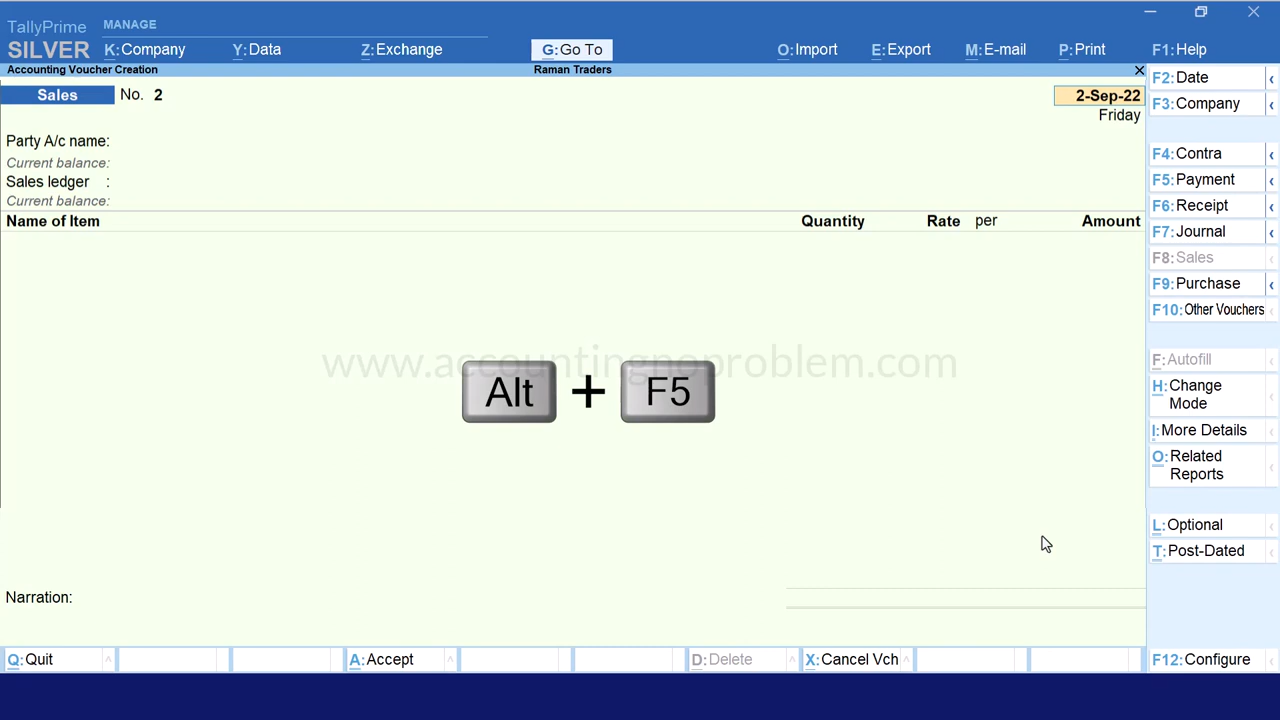 TallyPrime
MANAGE
SILVER
K:Company
Y:Data
Z:Exchange
G:Go To
O:Import
E:Export
M:E-mail
P:Print
F1:Help
Accounting Voucher Creation
Raman Traders
Sales
No. 2
2-Sep-22
Friday
Party A/c name:
Current balance:
Sales ledger :
Current balance:
Name of Item
Quantity
Rate
per
Amount
www.accountingnoproblem.com
Alt + F5
Narration:
F2:Date
F3:Company
F4:Contra
F5:Payment
F6:Receipt
F7:Journal
F8:Sales
F9:Purchase
F10:Other Vouchers
F:Autofill
H:Change
Mode
I:More Details
O:Related
Reports
L:Optional
T:Post-Dated
Q:Quit
A:Accept
D:Delete
X:Cancel Vch
F12:Configure